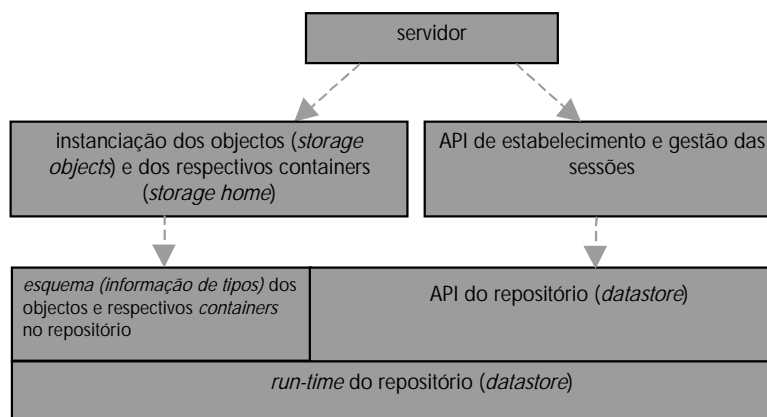 servidor
instanciação dos objectos (storage
objects) e dos respectivos containers
(storage home)
API de estabelecimento e gestão das
sessões
esquema (informação de tipos) dos
objectos e respectivos containers
no repositório
API do repositório (datastore)
run-time do repositório (datastore)